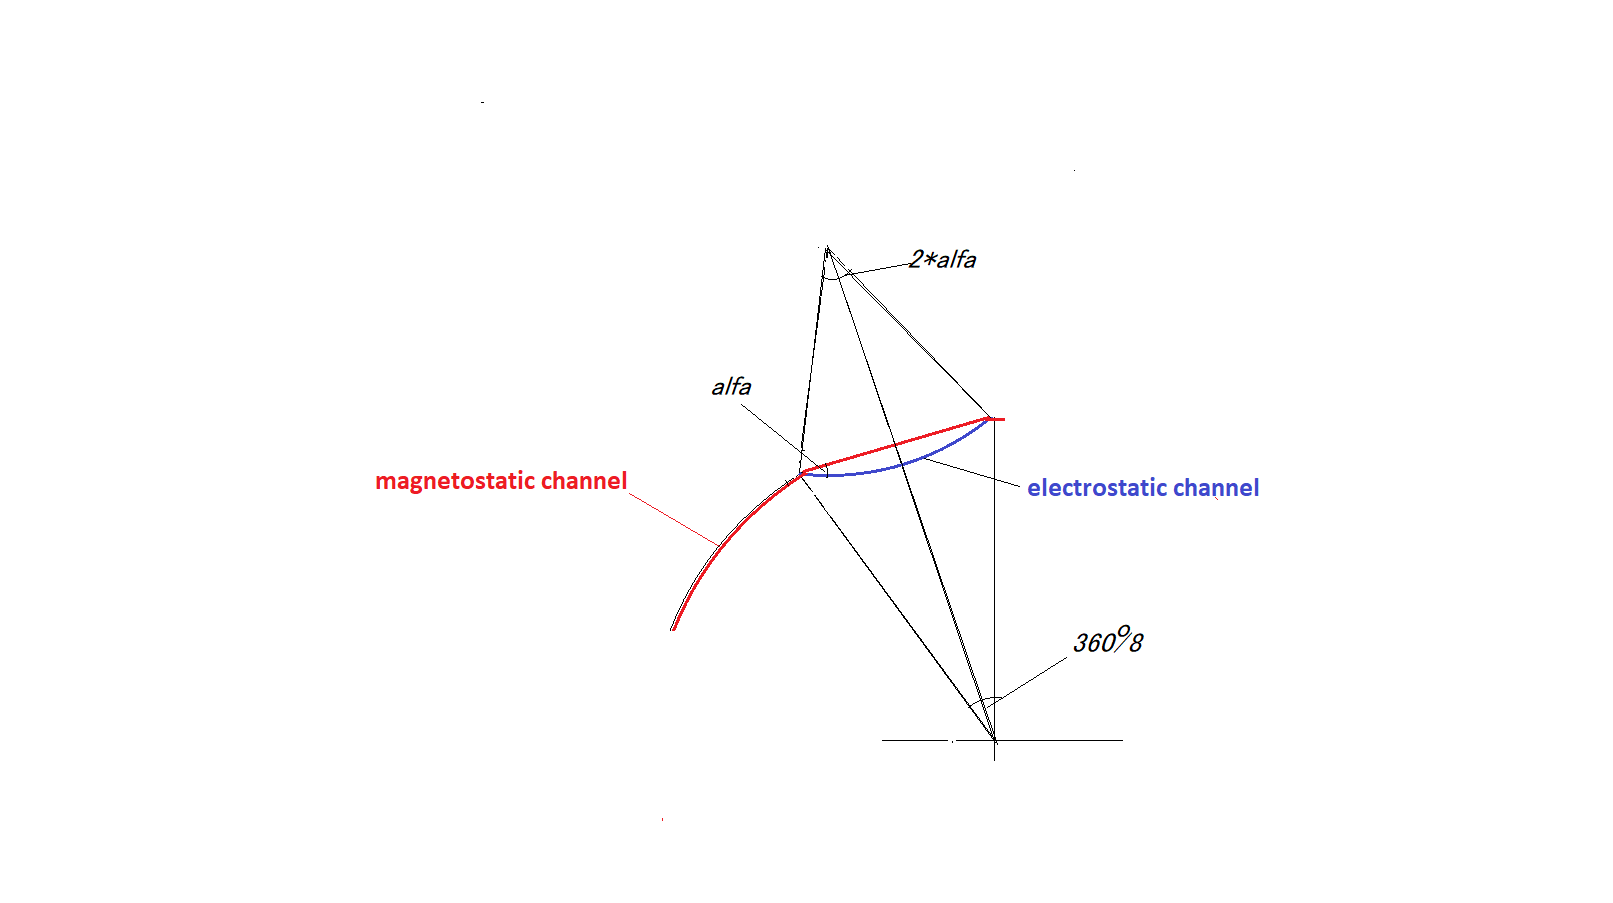 2*alfa
alfa
magnetostatic channel
electrostatic channel
360°/8